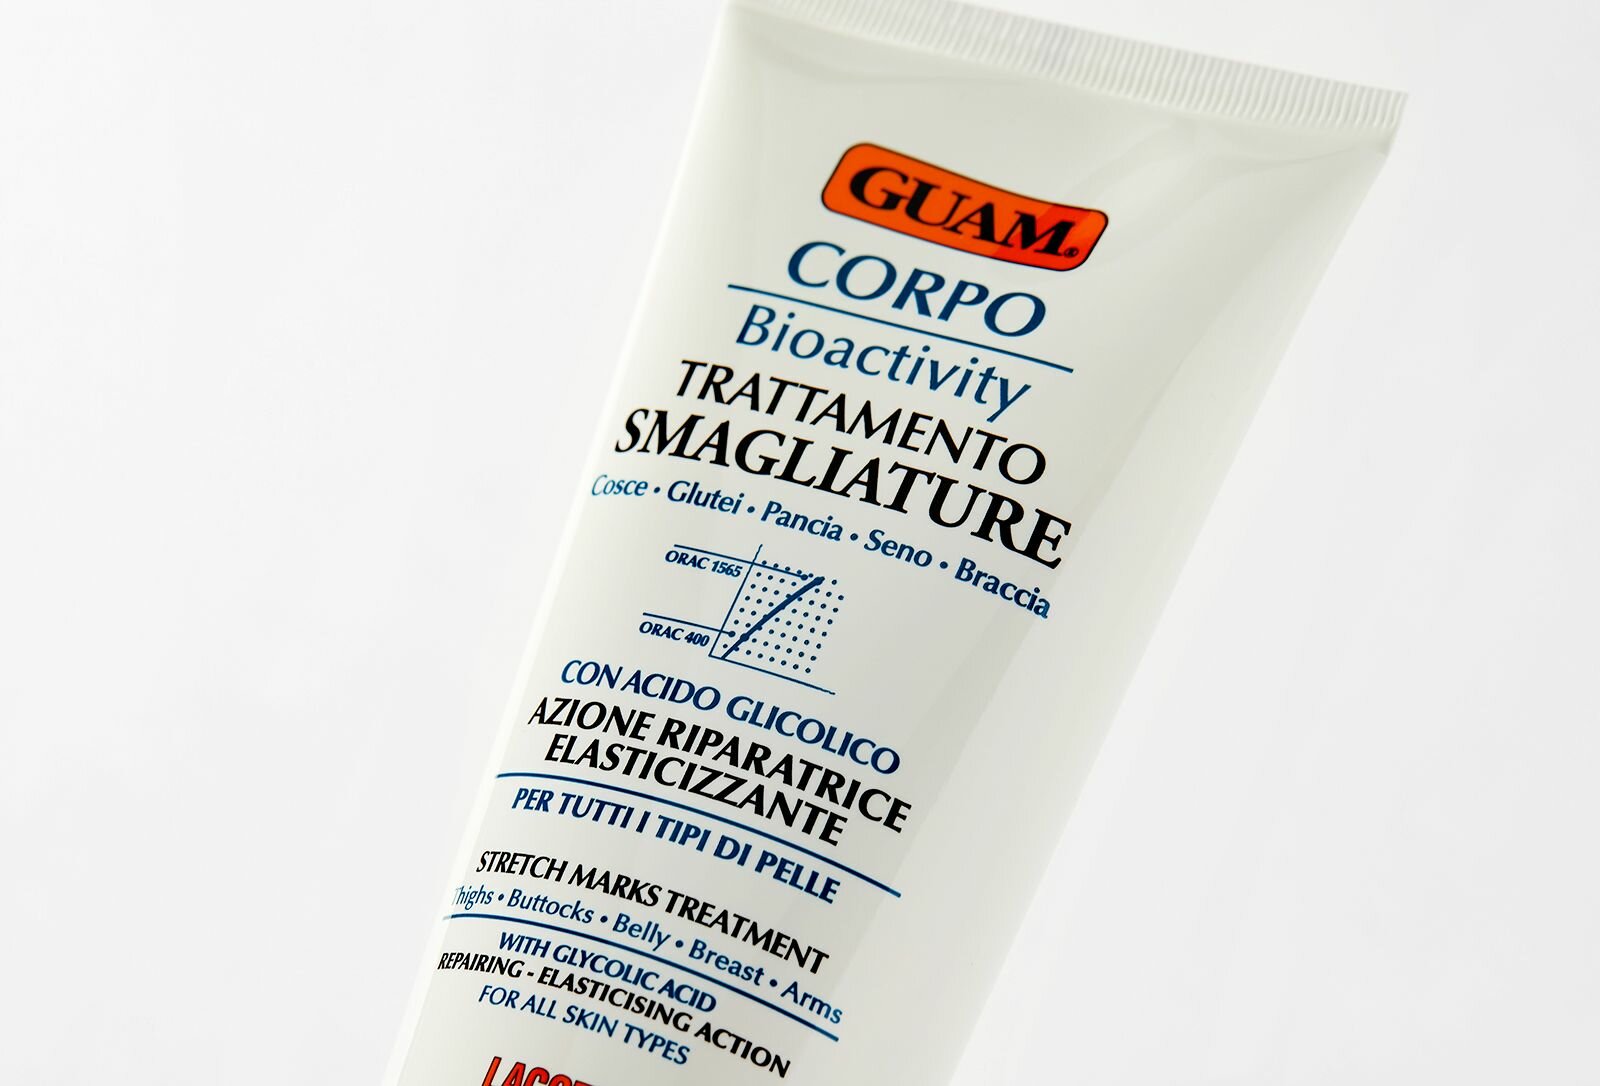 GUAM®
CORPO
Bioactivity
TRATTAMENTO
SMAGLIATURE
Cosce • Glutei • Pancia • Seno • Braccia
ORAC 1565
ORAC 400
CON ACIDO GLICOLICO
AZIONE RIPARATRICE
ELASTICIZZANTE
PER TUTTI I TIPI DI PELLE
STRETCH MARKS TREATMENT
Thighs • Buttocks • Belly • Breast • Arms
WITH GLYCOLIC ACID
REPAIRING - ELASTICISING ACTION
FOR ALL SKIN TYPES